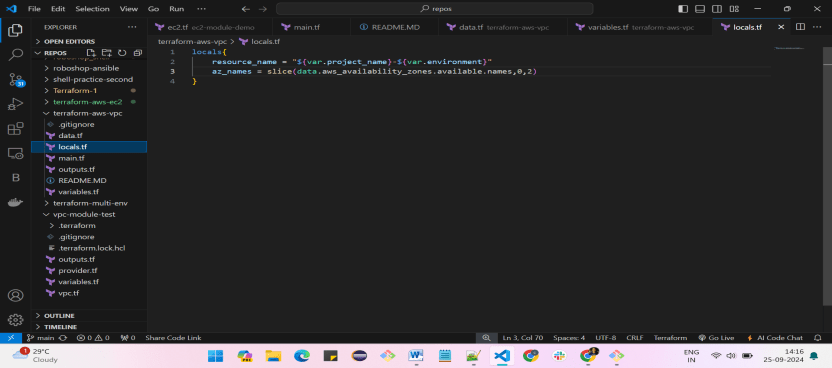 File Edit Selection View Go Run ··· repos
EXPLORER ···
ec2.tf ec2-module-demo main.tf README.MD data.tf terraform-aws-vpc variables.tf terraform-aws-vpc locals.tf
OPEN EDITORS
terraform-aws-vpc > locals.tf
REPOS
roboshop_shell
roboshop-ansible
shell-practice-second
Terraform-1
terraform-aws-ec2
terraform-aws-vpc
.gitignore
data.tf
locals.tf
main.tf
outputs.tf
README.MD
variables.tf
terraform-multi-env
vpc-module-test
.terraform
.gitignore
.terraform.lock.hcl
outputs.tf
provider.tf
variables.tf
vpc.tf
OUTLINE
TIMELINE
1 locals{
2 resource_name = "${var.project_name}-${var.environment}"
3 az_names = slice(data.aws_availability_zones.available.names,0,2)
4 }
31
B
main 0 0 0 Share Code Link Ln 3, Col 70 Spaces: 4 UTF-8 CRLF Terraform Go Live AI Code Chat
1 29°C
Cloudy
ENG
IN
14:16
25-09-2024